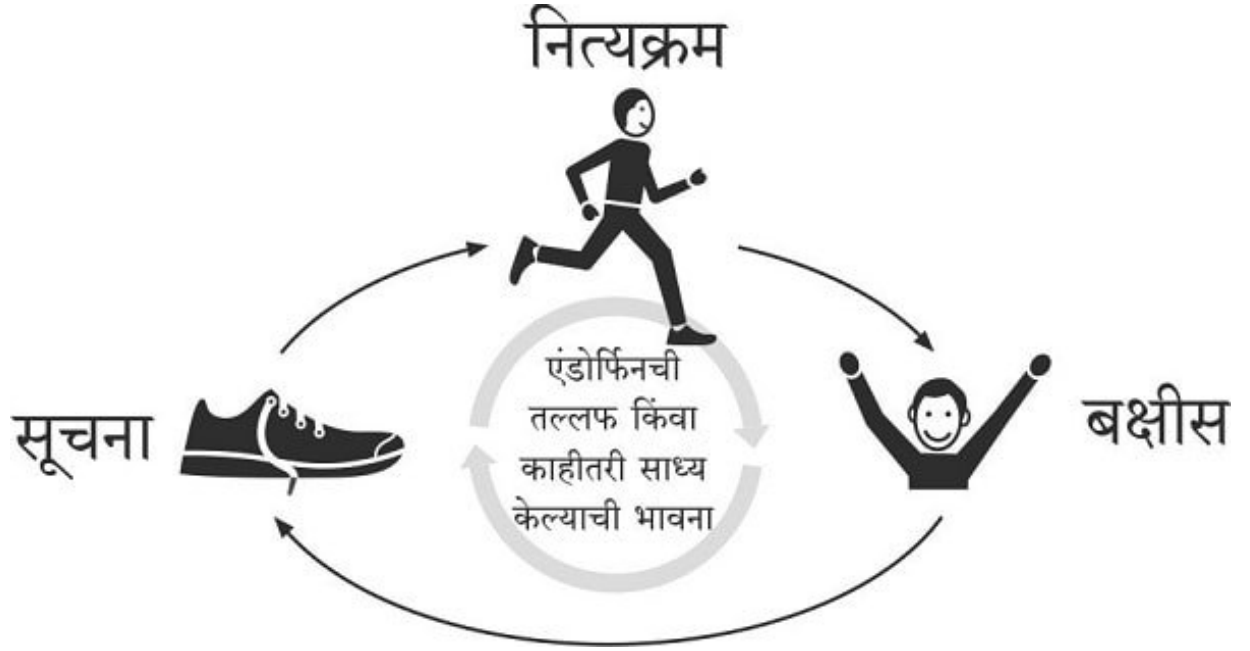 नित्यक्रम
सूचना
एंडोर्फिनची
तल्लफ किंवा
काहीतरी साध्य
केल्याची भावना
बक्षीस